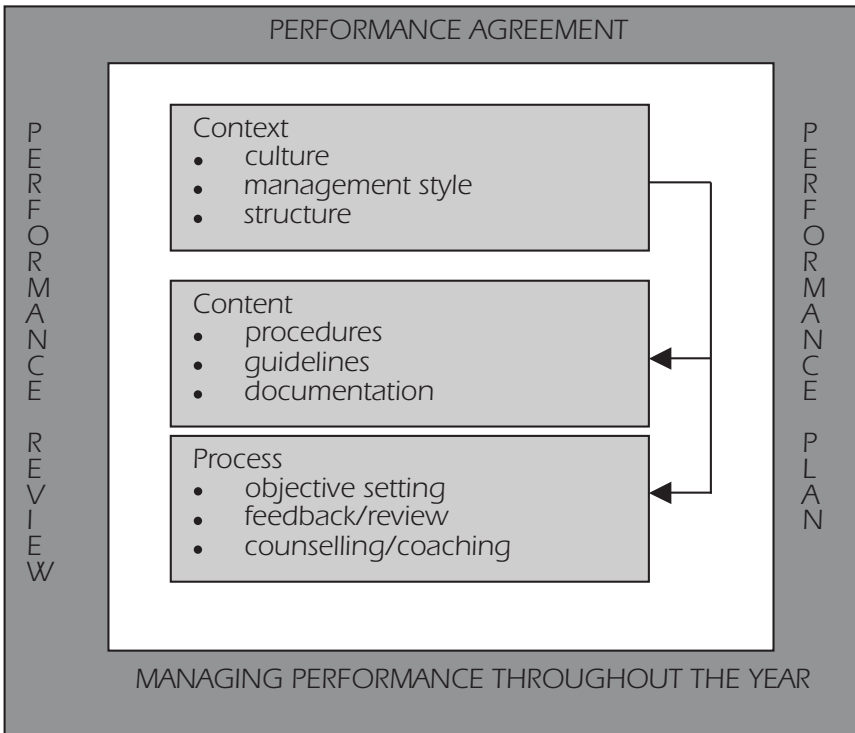 PERFORMANCE AGREEMENT
PERFORMANCE REVIEW
Context
• culture
• management style
• structure
Content
• procedures
• guidelines
• documentation
Process
• objective setting
• feedback/review
• counselling/coaching
PERFORMANCE PLAN
MANAGING PERFORMANCE THROUGHOUT THE YEAR